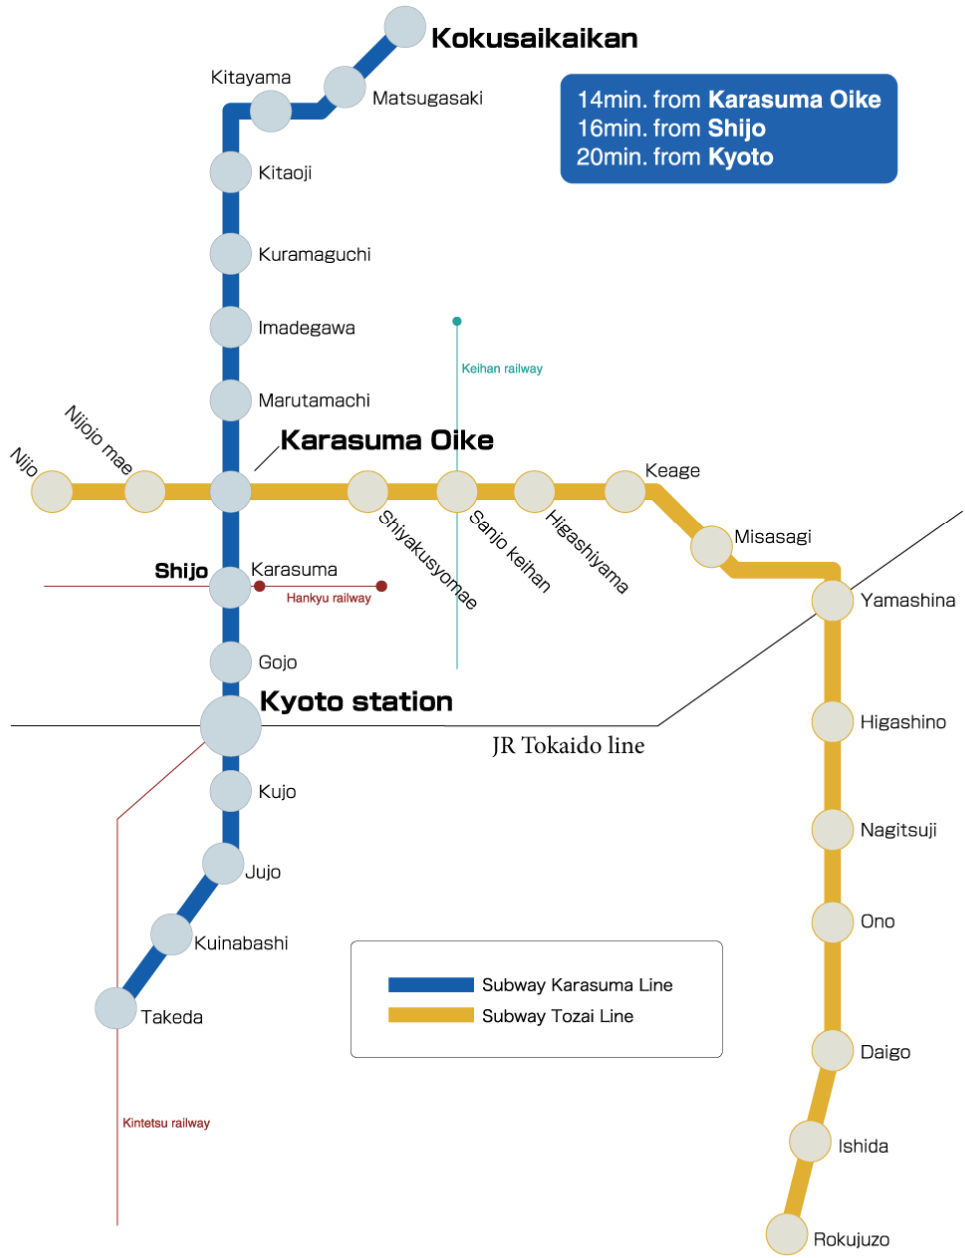 Kokusaikaikan
Kitayama
Matsugasaki
14min. from Karasuma Oike
16min. from Shijo
20min. from Kyoto
Kitaoji
Kuramaguchi
Imadegawa
Keihan railway
Marutamachi
Nijojo mae
Karasuma Oike
Nijo
Keage
Shiyakusyomae
Sanjo keihan
Higashiyama
Misasagi
Shijo
Karasuma
Hankyu railway
Yamashina
Gojo
Kyoto station
Higashino
JR Tokaido line
Kujo
Nagitsuji
Jujo
Ono
Kuinabashi
Subway Karasuma Line
Subway Tozai Line
Takeda
Daigo
Kintetsu railway
Ishida
Rokujuzo